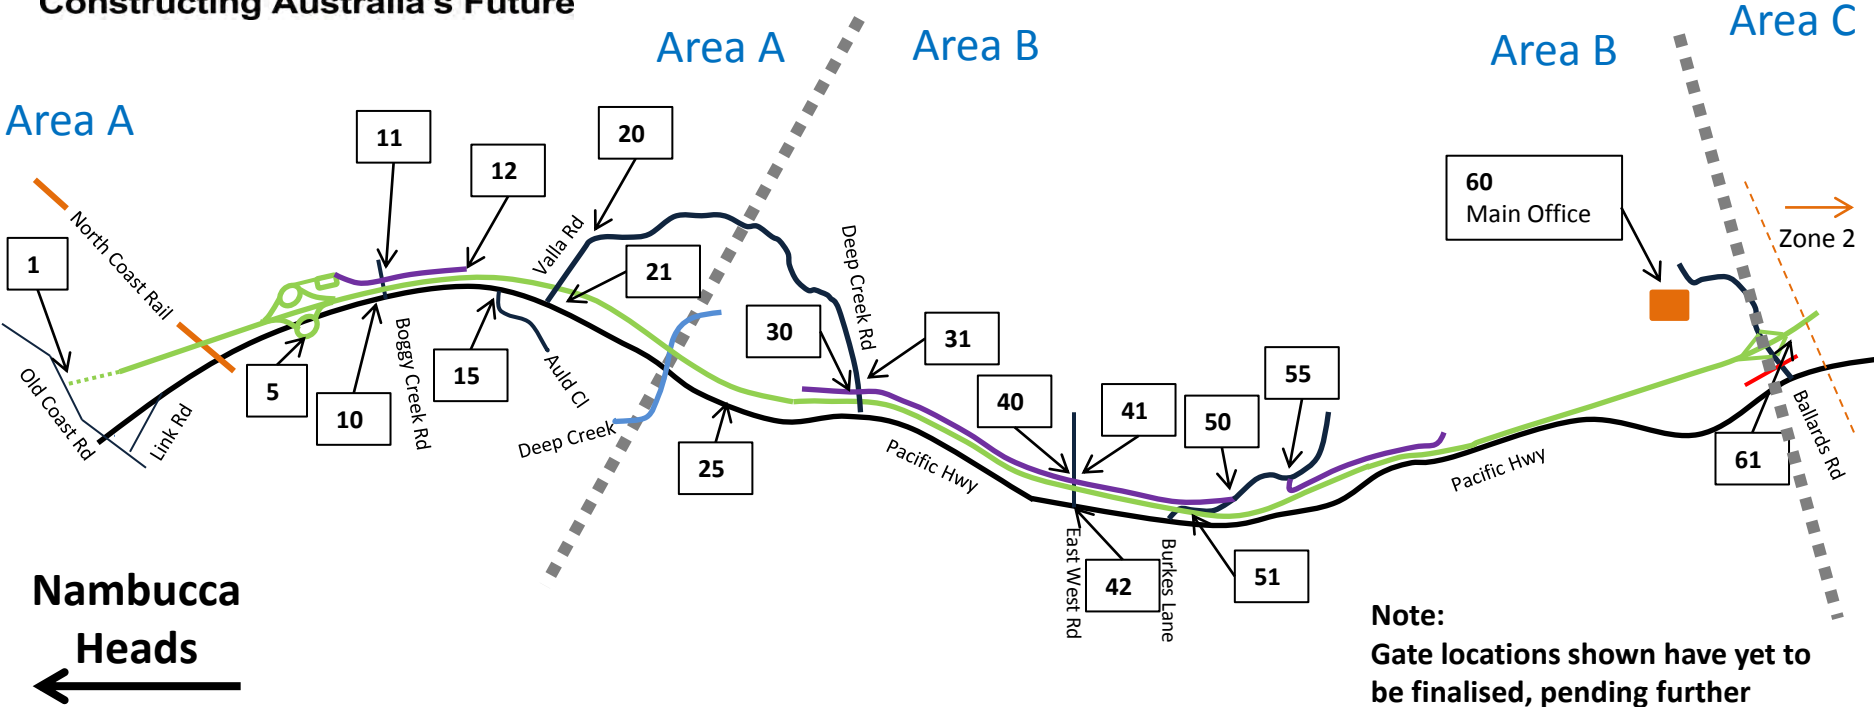 Constructing Australia's Future
Area A
Area B
Area B
Area C
Area A
11
12
20
60
Main Office
1
North Coast Rail
Valla Rd
21
Deep Creek Rd
Zone 2
30
31
5
10
Boggy Creek Rd
15
Auld Cl
Old Coast Rd
Link Rd
Deep Creek
25
Pacific Hwy
40
41
50
55
Pacific Hwy
61
Ballards Rd
East West Rd
42
Burkes Lane
51
Nambucca
Heads
Note:
Gate locations shown have yet to
be finalised, pending further